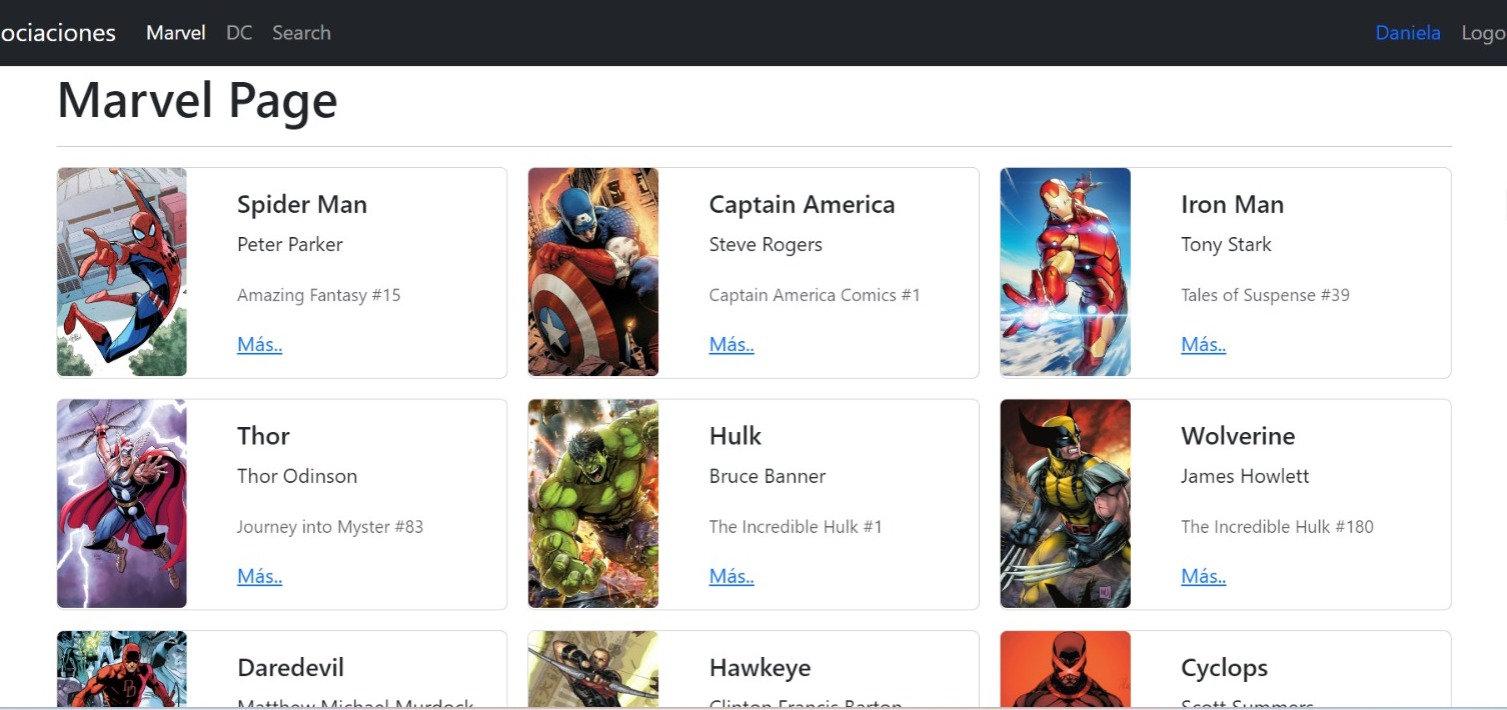 ociaciones Marvel DC Search Daniela Logo
Marvel Page
Spider Man
Peter Parker
Amazing Fantasy #15
Más..
Captain America
Steve Rogers
Captain America Comics #1
Más..
Iron Man
Tony Stark
Tales of Suspense #39
Más..
Thor
Thor Odinson
Journey into Myster #83
Más..
Hulk
Bruce Banner
The Incredible Hulk #1
Más..
Wolverine
James Howlett
The Incredible Hulk #180
Más..
Daredevil
Matthew Michael Murdock
Hawkeye
Clinton Francis Barton
Cyclops
Scott Summers